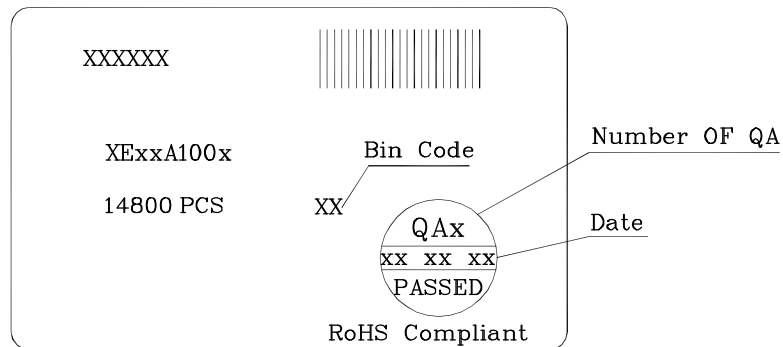 XXXXXX
Number OF QA
XExxA100x
Bin Code
14800 PCS
XX
QAx
Date
xx xx xx
PASSED
RoHS Compliant